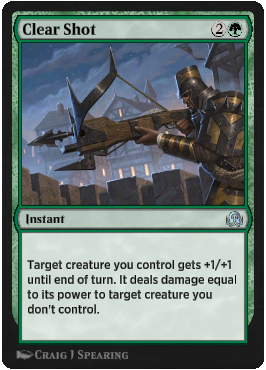 Clear Shot 2
Instant
Target creature you control gets +1/+1
until end of turn. It deals damage equal
to its power to target creature you
don't control.
Craig J Spearing